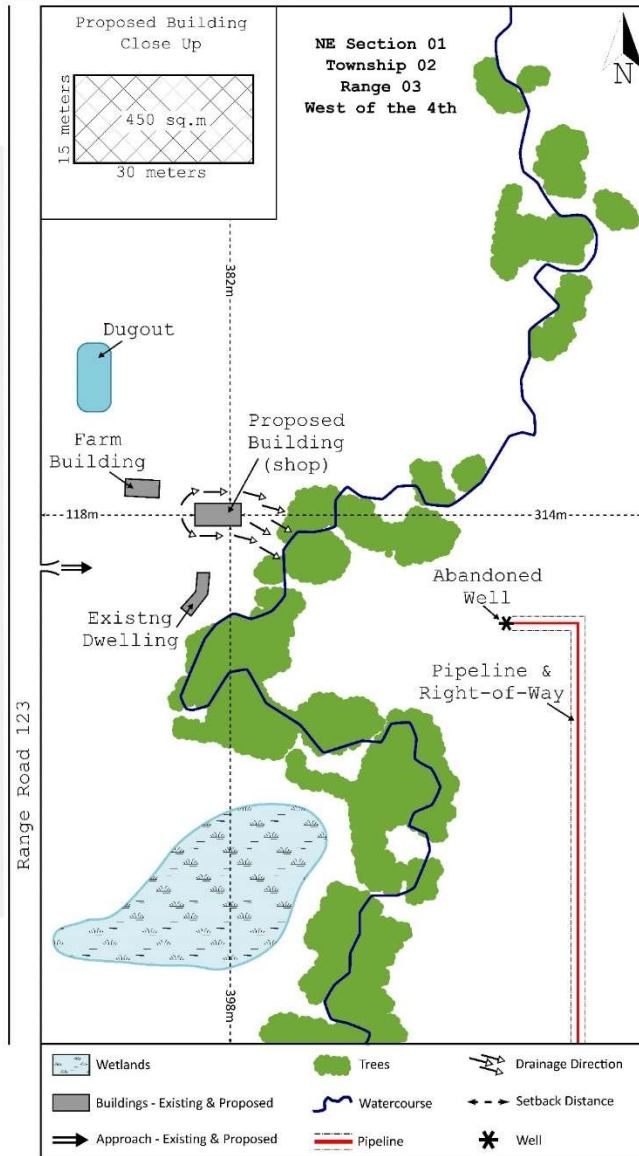 Proposed Building
Close Up
15 meters
450 sq.m
30 meters
NE Section 01
Township 02
Range 03
West of the 4th
N
382m
Dugout
Farm
Building
Proposed
Building
(shop)
118m
314m
Existng
Dwelling
Abandoned
Well
Pipeline &
Right-of-Way
Range Road 123
398m
Wetlands
Trees
Drainage Direction
Buildings - Existing & Proposed
Watercourse
Setback Distance
Approach - Existing & Proposed
Pipeline
Well